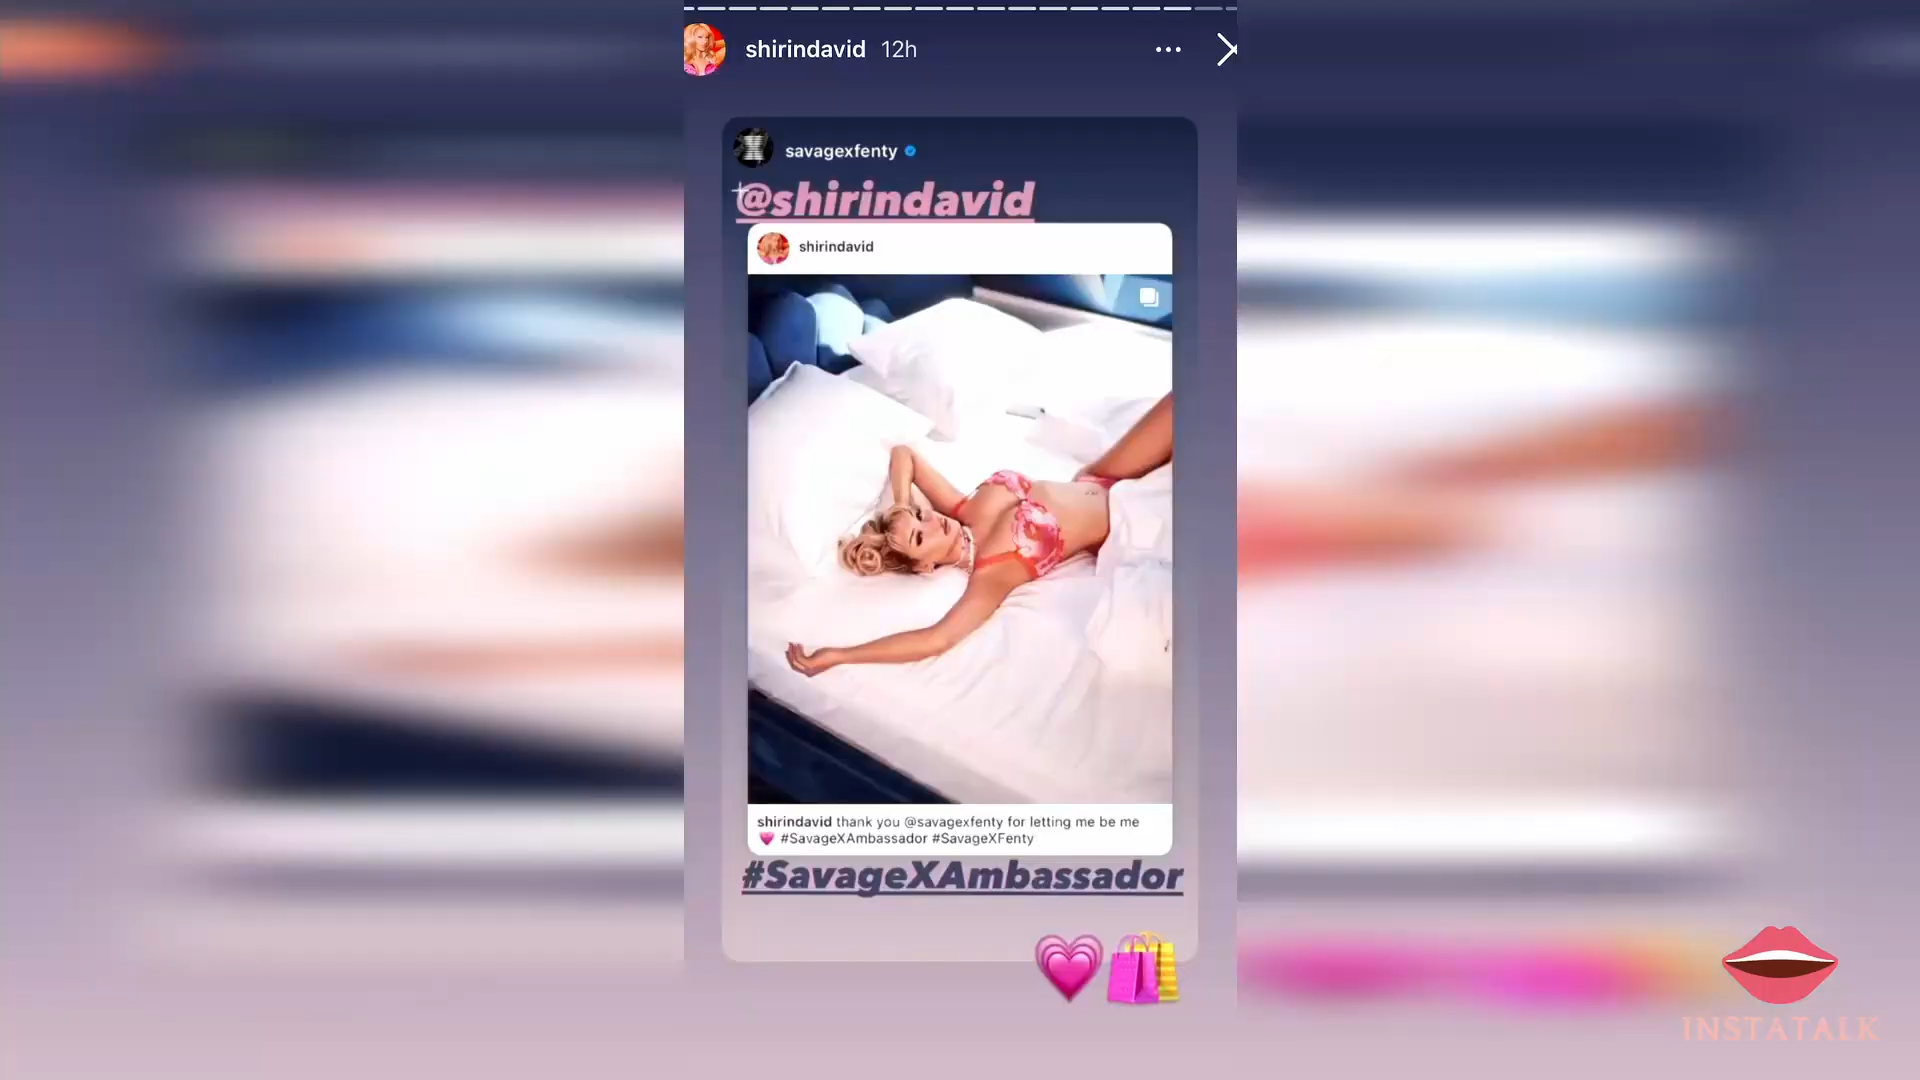 shirindavid 12h
savagexfenty
@shirindavid
shirindavid
shirindavid thank you @savagexfenty for letting me be me
#SavageXAmbassador #SavageXFenty
#SavageXAmbassador
INSTATALK